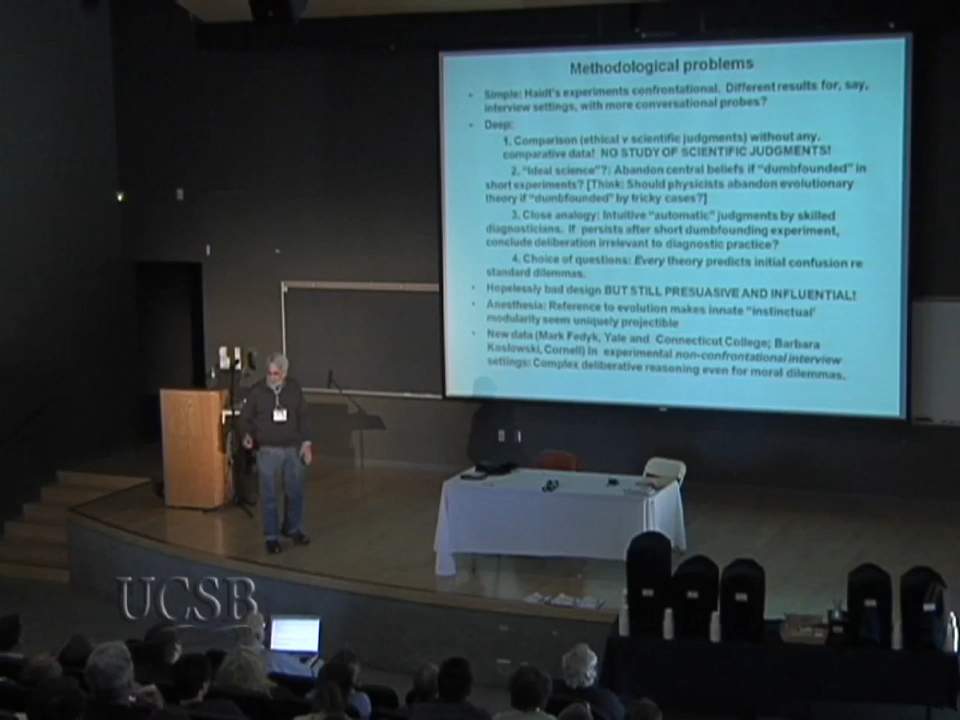 Methodological problems
• Simple: Haidt's experiments confrontational. Different results for, say,
interview settings, with more conversational probes?
• Deep:
1. Comparison (ethical v scientific judgments) without any.
comparative data! NO STUDY OF SCIENTIFIC JUDGMENTS!
2. "Ideal science"?: Abandon central beliefs if "dumbfounded" in
short experiments? [Think: Should physicists abandon evolutionary
theory if "dumbfounded" by tricky cases?]
3. Close analogy: Intuitive "automatic" judgments by skilled
diagnosticians. If persists after short dumbfounding experiment,
conclude deliberation irrelevant to diagnostic practice?
4. Choice of questions: Every theory predicts initial confusion re
standard dilemmas.
• Hopelessly bad design BUT STILL PRESUASIVE AND INFLUENTIAL!
• Anesthesia: Reference to evolution makes innate "instinctual'
modularity seem uniquely projectible
• New data (Mark Fedyk, Yale and Connecticut College; Barbara
Koslowski, Cornell) in experimental non-confrontational interview
settings: Complex deliberative reasoning even for moral dilemmas.
UCSB